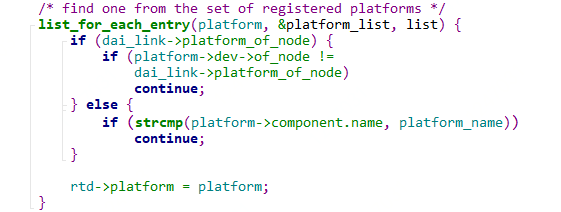 /* find one from the set of registered platforms */
list_for_each_entry(platform, &platform_list, list) {
if (dai_link->platform_of_node) {
if (platform->dev->of_node !=
dai_link->platform_of_node)
continue;
} else {
if (strcmp(platform->component.name, platform_name))
continue;
}
rtd->platform = platform;
}